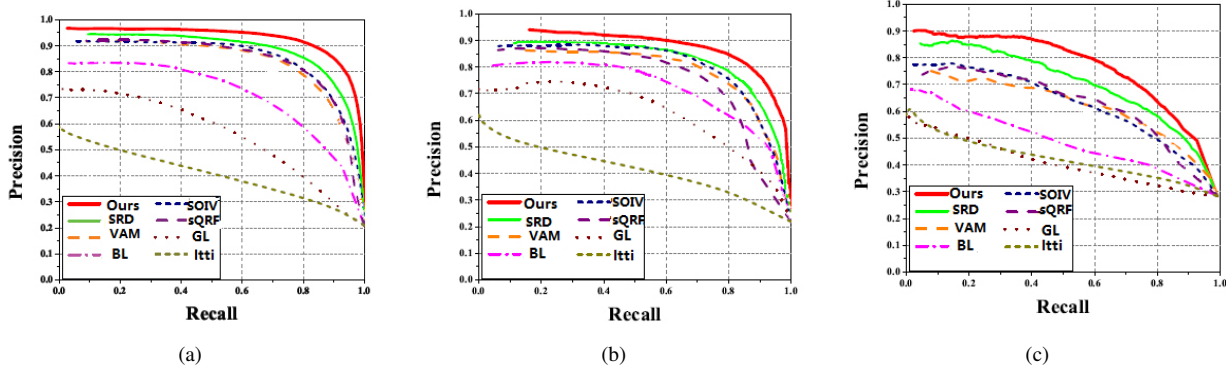 1.0
0.9
0.8
0.7
0.6
0.5
0.4
0.3
0.2
0.1
0.0
Precision
Ours SOIV
SRD sQRF
VAM GL
BL Itti
0.0 0.2 0.4 0.6 0.8 1.0
Recall
(a)
1.0
0.9
0.8
0.7
0.6
0.5
0.4
0.3
0.2
0.1
0.0
Precision
Ours SOIV
SRD sQRF
VAM GL
BL Itti
0.0 0.2 0.4 0.6 0.8 1.0
Recall
(b)
1.0
0.9
0.8
0.7
0.6
0.5
0.4
0.3
0.2
0.1
0.0
Precision
Ours SOIV
SRD sQRF
VAM GL
BL Itti
0.0 0.2 0.4 0.6 0.8 1.0
Recall
(c)